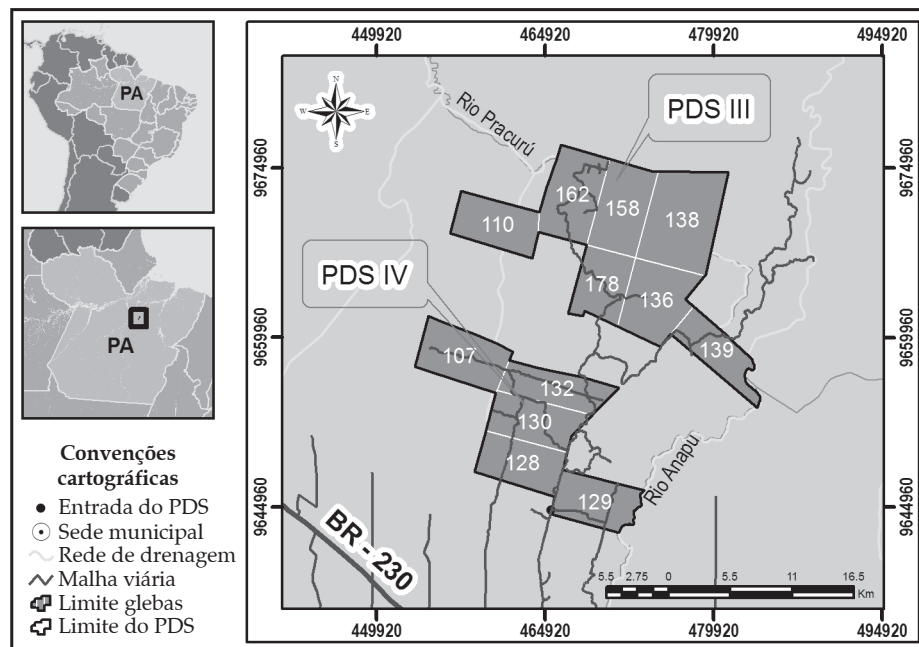 PA
PA
Convenções
cartográficas
Entrada do PDS
Sede municipal
Rede de drenagem
Malha viária
Limite glebas
Limite do PDS
449920
464920
479920
494920
9674960
9674960
9659960
9659960
9644960
9644960
N
W
E
S
Rio Pracurú
PDS III
162
158
138
110
178
136
PDS IV
139
107
132
130
128
129
Rio Anapu
BR - 230
5.5 2.75 0 5.5 11 16.5
Km
449920
464920
479920
494920